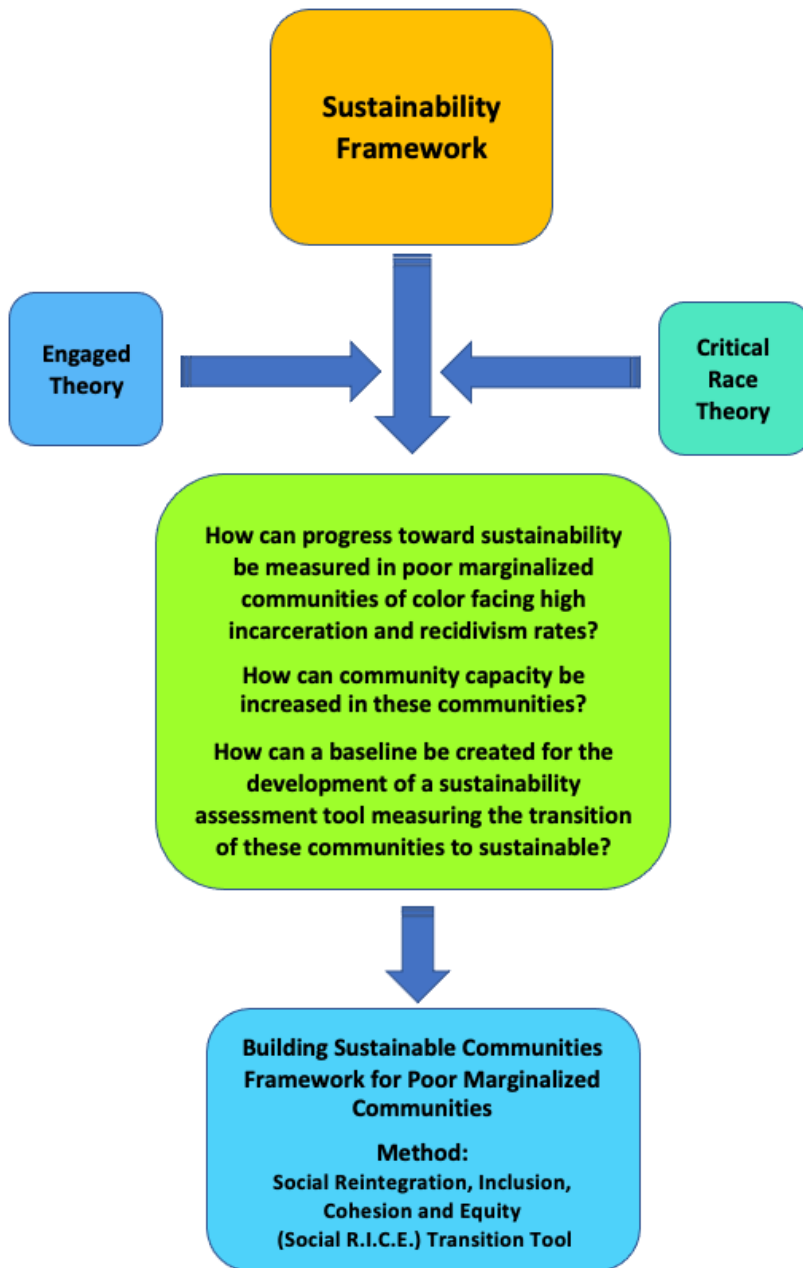 Sustainability
Framework
Engaged
Theory
Critical
Race
Theory
How can progress toward sustainability
be measured in poor marginalized
communities of color facing high
incarceration and recidivism rates?
How can community capacity be
increased in these communities?
How can a baseline be created for the
development of a sustainability
assessment tool measuring the transition
of these communities to sustainable?
Building Sustainable Communities
Framework for Poor Marginalized
Communities
Method:
Social Reintegration, Inclusion,
Cohesion and Equity
(Social R.I.C.E.) Transition Tool